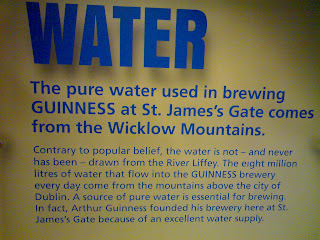 WATER
The pure water used in brewing
GUINNESS at St. James's Gate comes
from the Wicklow Mountains.
Contrary to popular belief, the water is not – and never
has been – drawn from the River Liffey. The eight million
litres of water that flow into the GUINNESS brewery
every day come from the mountains above the city of
Dublin. A source of pure water is essential for brewing.
In fact, Arthur Guinness founded his brewery here at St.
James's Gate because of an excellent water supply.